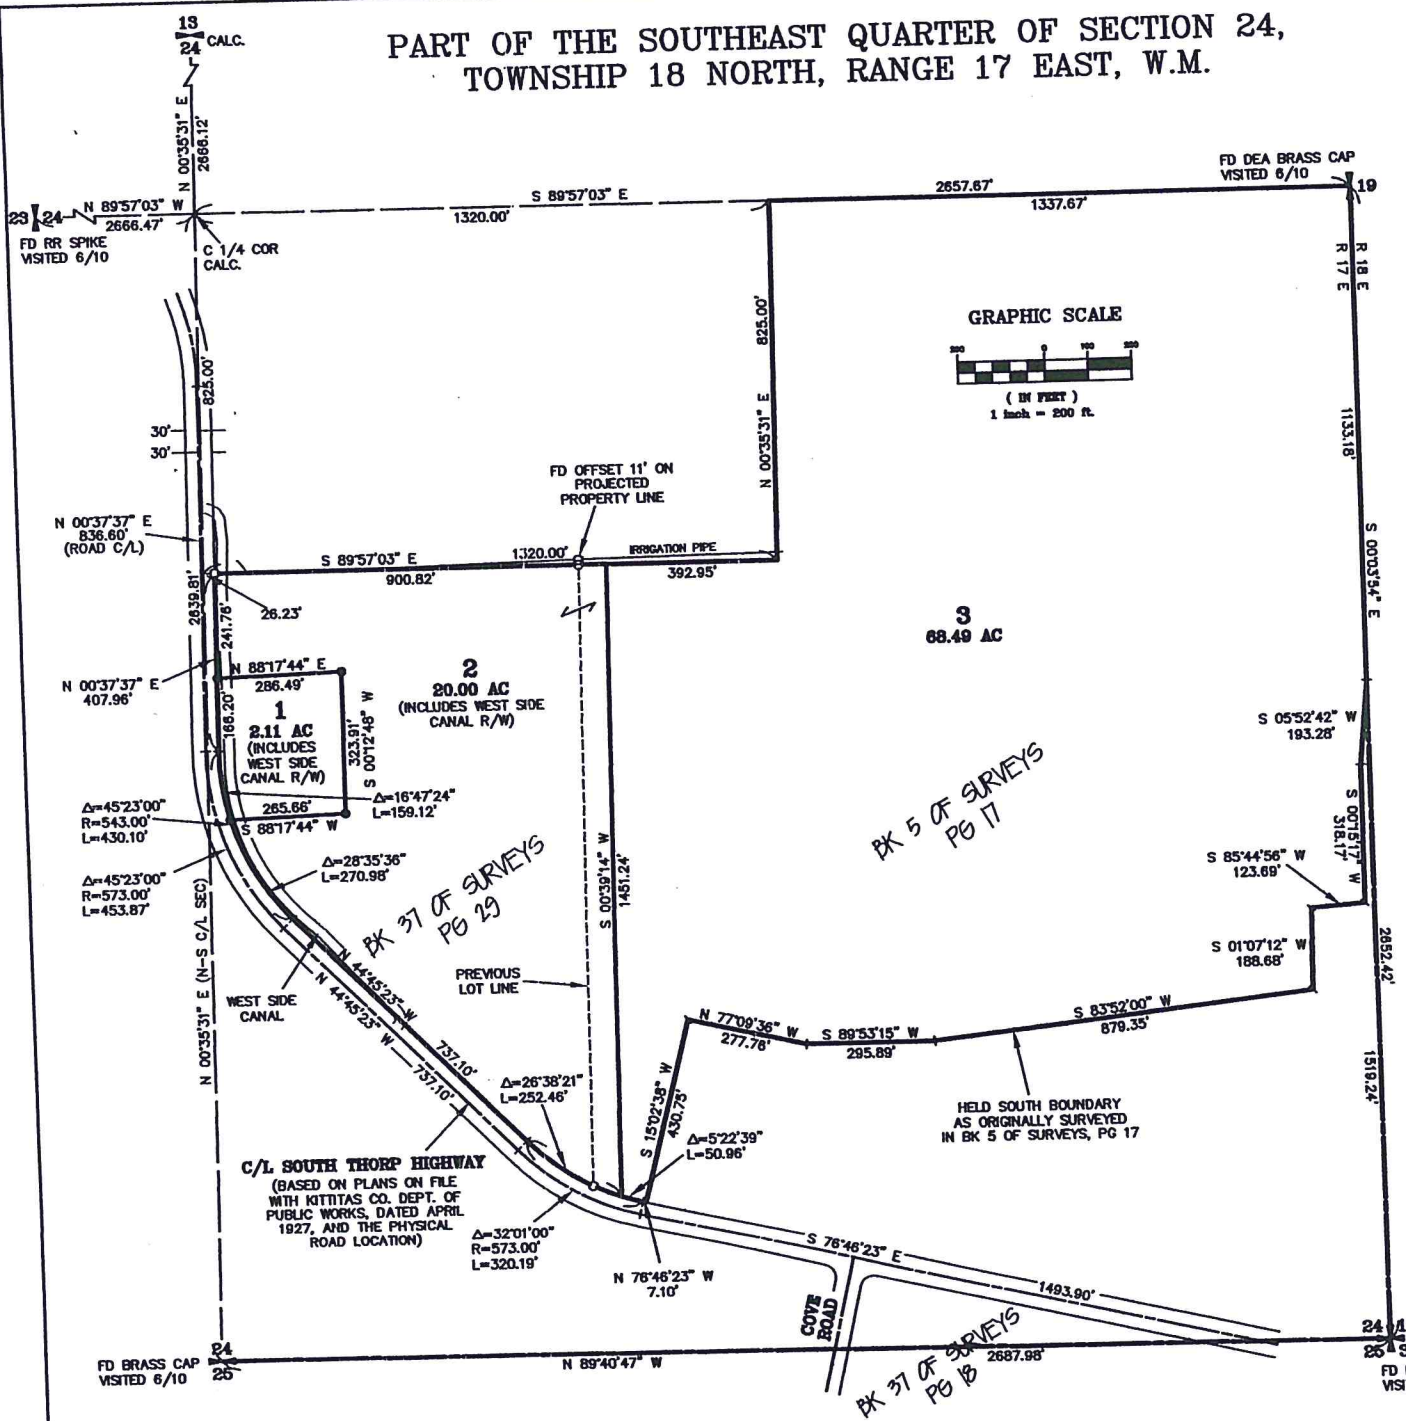 PART OF THE SOUTHEAST QUARTER OF SECTION 24,
TOWNSHIP 18 NORTH, RANGE 17 EAST, W.M.
13
24
CALC.
N 00°35'31" E
2666.12'
23
24
N 89°57'03" W
2666.47'
FD RR SPIKE
VISITED 6/10
C 1/4 COR
CALC.
S 89°57'03" E
1320.00'
2657.67'
1337.67'
FD DEA BRASS CAP
VISITED 6/10
19
R 17 E
R 18 E
825.00'
N 00°35'31" E
GRAPHIC SCALE
200
0
100
200
( IN FEET )
1 inch = 200 ft.
1133.18'
825.00'
30'
30'
FD OFFSET 11' ON
PROJECTED
PROPERTY LINE
N 00°37'37" E
836.60'
(ROAD C/L)
S 89°57'03" E
1320.00'
IRRIGATION PIPE
900.82'
392.95'
S 00°03'54" E
2639.81'
26.23'
241.76'
3
68.49 AC
N 00°37'37" E
407.96'
N 88°17'44" E
286.49'
2
20.00 AC
(INCLUDES WEST SIDE
CANAL R/W)
166.20'
1
2.11 AC
(INCLUDES
WEST SIDE
CANAL R/W)
323.91'
S 00°12'48" W
S 05°52'42" W
193.28'
BK 5 OF SURVEYS
PG 17
Δ=45°23'00"
R=543.00'
L=430.10'
265.66'
S 88°17'44" W
Δ=16°47'24"
L=159.12'
S 00°15'17" W
318.17'
S 85°44'56" W
123.69'
Δ=45°23'00"
R=573.00'
L=453.87'
Δ=28°35'36"
L=270.98'
S 00°39'14" W
1451.24'
BK 37 OF SURVEYS
PG 29
S 01°07'12" W
188.68'
2652.42'
N 00°35'31" E (N-S C/L SEC)
WEST SIDE
CANAL
N 44°45'23" W
737.10'
N 44°45'23" W
737.10'
PREVIOUS
LOT LINE
N 77°09'36" W
277.76'
S 89°53'15" W
295.89'
S 83°52'00" W
879.35'
1519.24'
S 15°02'38" W
430.75'
Δ=26°38'21"
L=252.46'
Δ=5°22'39"
L=50.96'
HELD SOUTH BOUNDARY
AS ORIGINALLY SURVEYED
IN BK 5 OF SURVEYS, PG 17
C/L SOUTH THORP HIGHWAY
(BASED ON PLANS ON FILE
WITH KITTITAS CO. DEPT. OF
PUBLIC WORKS, DATED APRIL
1927, AND THE PHYSICAL
ROAD LOCATION)
Δ=32°01'00"
R=573.00'
L=320.19'
N 76°46'23" W
7.10'
S 76°46'23" E
1493.90'
COVE
ROAD
BK 37 OF SURVEYS
PG 18
FD BRASS CAP
VISITED 6/10
24
25
N 89°40'47" W
2687.98'
24
25
FD